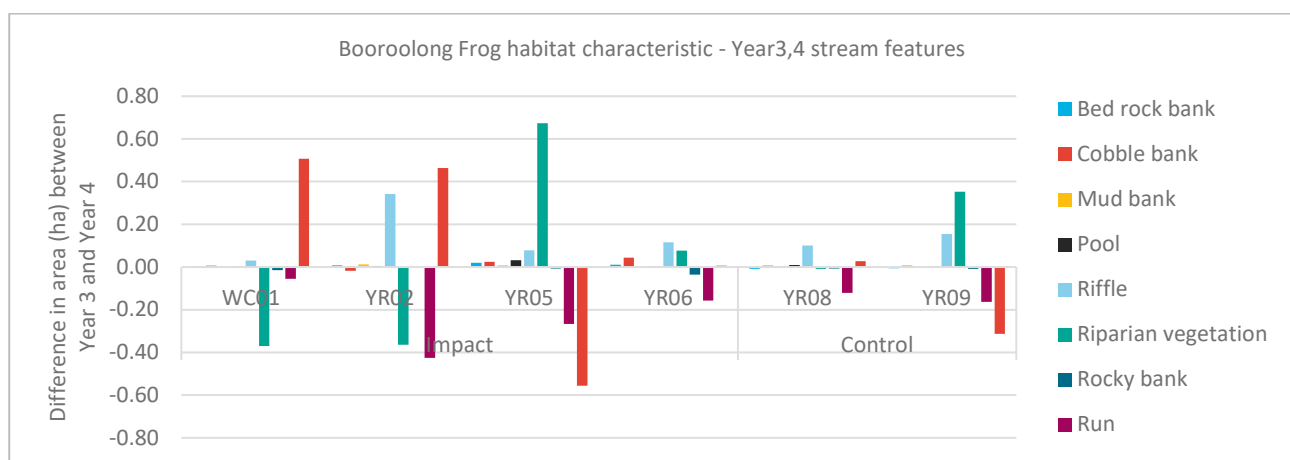 Booroolong Frog habitat characteristic - Year3,4 stream features
Difference in area (ha) between
Year 3 and Year 4
0.80
0.60
0.40
0.20
0.00
-0.20
-0.40
-0.60
-0.80
WC01
YR02
YR05
YR06
YR08
YR09
Impact
Control
Bed rock bank
Cobble bank
Mud bank
Pool
Riffle
Riparian vegetation
Rocky bank
Run